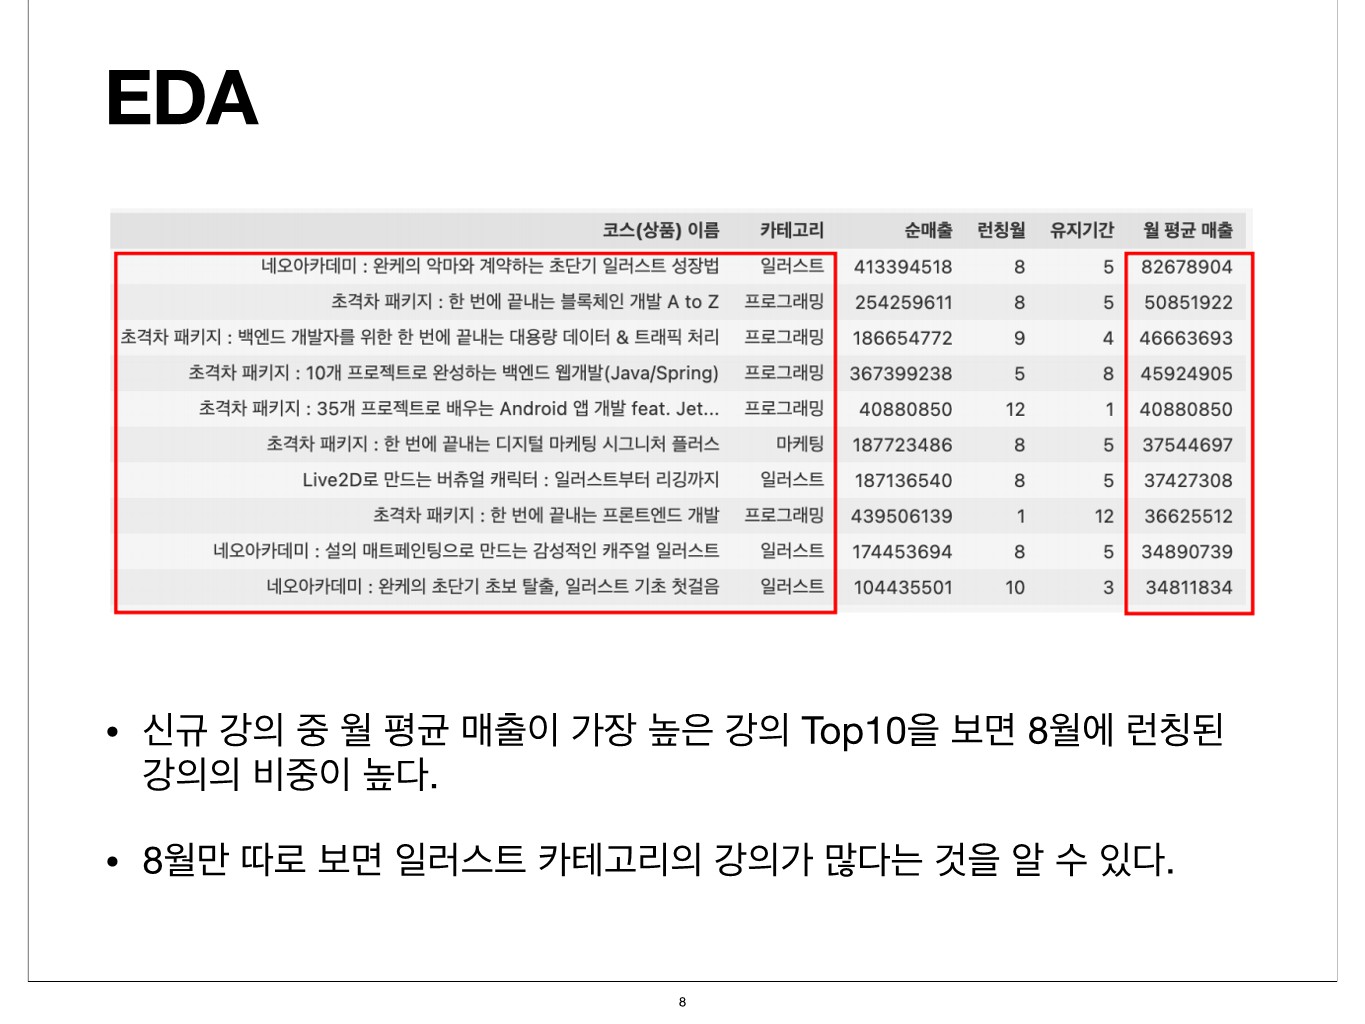 EDA
코스(상품) 이름 카테고리 순매출 런칭월 유지기간 월 평균 매출
네오아카데미 : 완케의 악마와 계약하는 초단기 일러스트 성장법 일러스트 413394518 8 5 82678904
초격차 패키지 : 한 번에 끝내는 블록체인 개발 A to Z 프로그래밍 254259611 8 5 50851922
초격차 패키지 : 백엔드 개발자를 위한 한 번에 끝내는 대용량 데이터 & 트래픽 처리 프로그래밍 186654772 9 4 46663693
초격차 패키지 : 10개 프로젝트로 완성하는 백엔드 웹개발(Java/Spring) 프로그래밍 367399238 5 8 45924905
초격차 패키지 : 35개 프로젝트로 배우는 Android 앱 개발 feat. Jet... 프로그래밍 40880850 12 1 40880850
초격차 패키지 : 한 번에 끝내는 디지털 마케팅 시그니처 플러스 마케팅 187723486 8 5 37544697
Live2D로 만드는 버츄얼 캐릭터 : 일러스트부터 리깅까지 일러스트 187136540 8 5 37427308
초격차 패키지 : 한 번에 끝내는 프론트엔드 개발 프로그래밍 439506139 1 12 36625512
네오아카데미 : 설의 매트페인팅으로 만드는 감성적인 캐주얼 일러스트 일러스트 174453694 8 5 34890739
네오아카데미 : 완케의 초단기 초보 탈출, 일러스트 기초 첫걸음 일러스트 104435501 10 3 34811834
• 신규 강의 중 월 평균 매출이 가장 높은 강의 Top10을 보면 8월에 런칭된
강의의 비중이 높다.
• 8월만 따로 보면 일러스트 카테고리의 강의가 많다는 것을 알 수 있다.
8